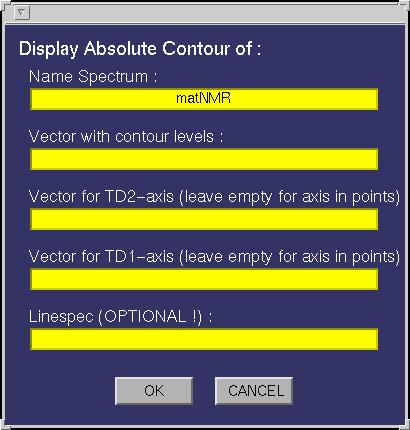 Display Absolute Contour of :
Name Spectrum :
matNMR
Vector with contour levels :
Vector for TD2-axis (leave empty for axis in points)
Vector for TD1-axis (leave empty for axis in points)
Linespec (OPTIONAL !) :
OK CANCEL